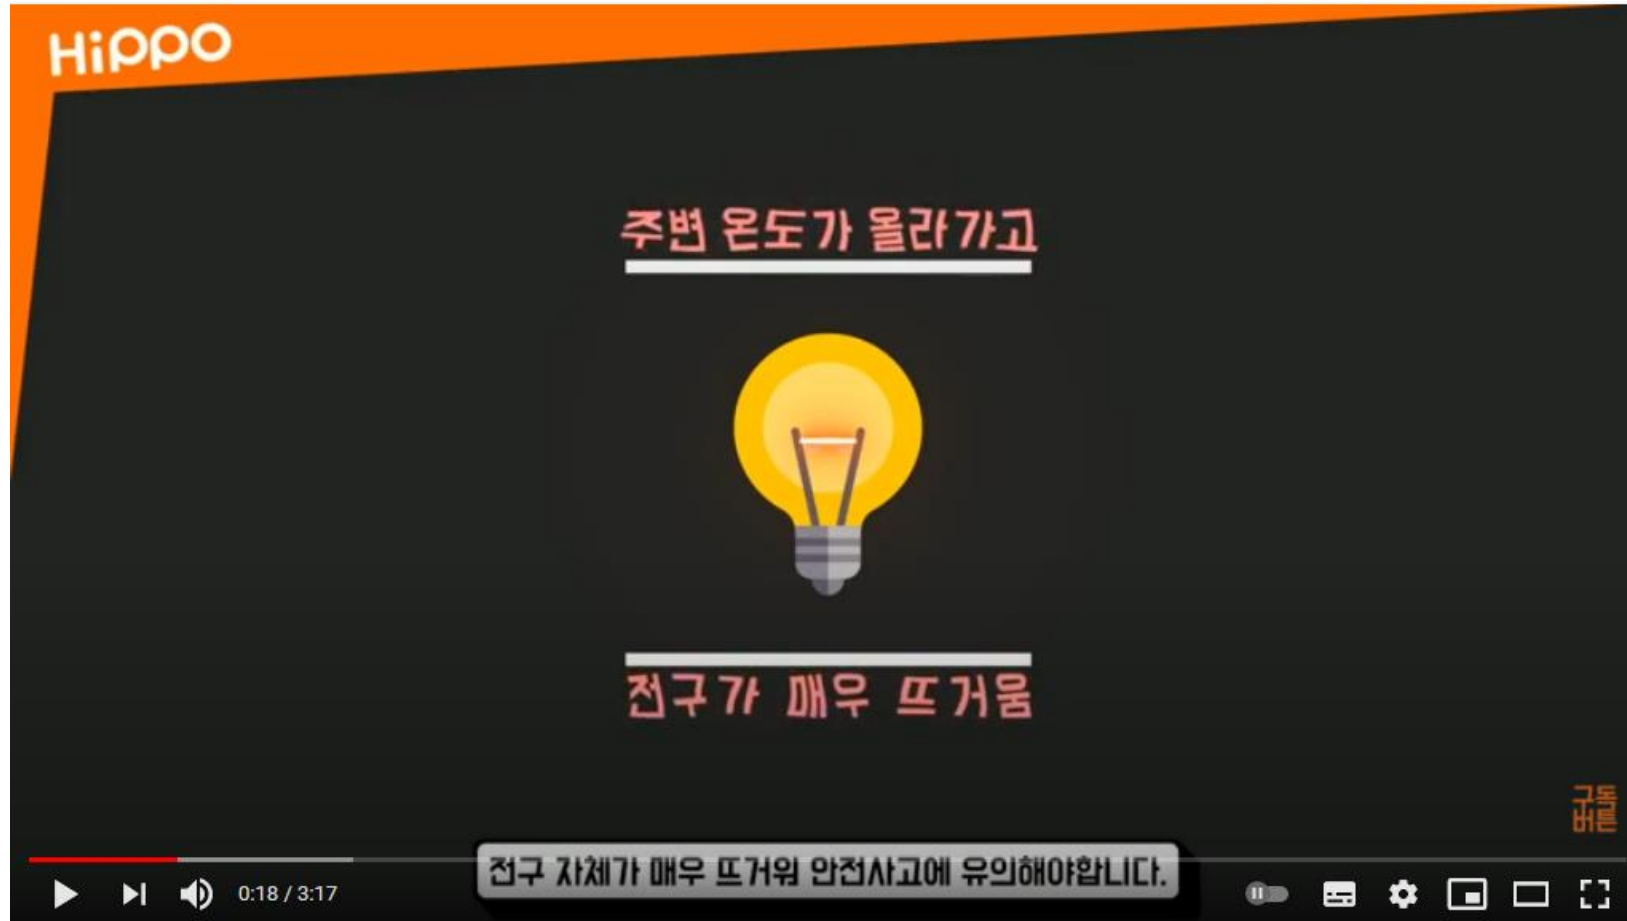 Hippo
주변 온도가 올라가고
전구가 매우 뜨거움
구독
버튼
전구 자체가 매우 뜨거워 안전사고에 유의해야합니다.
0:18 / 3:17